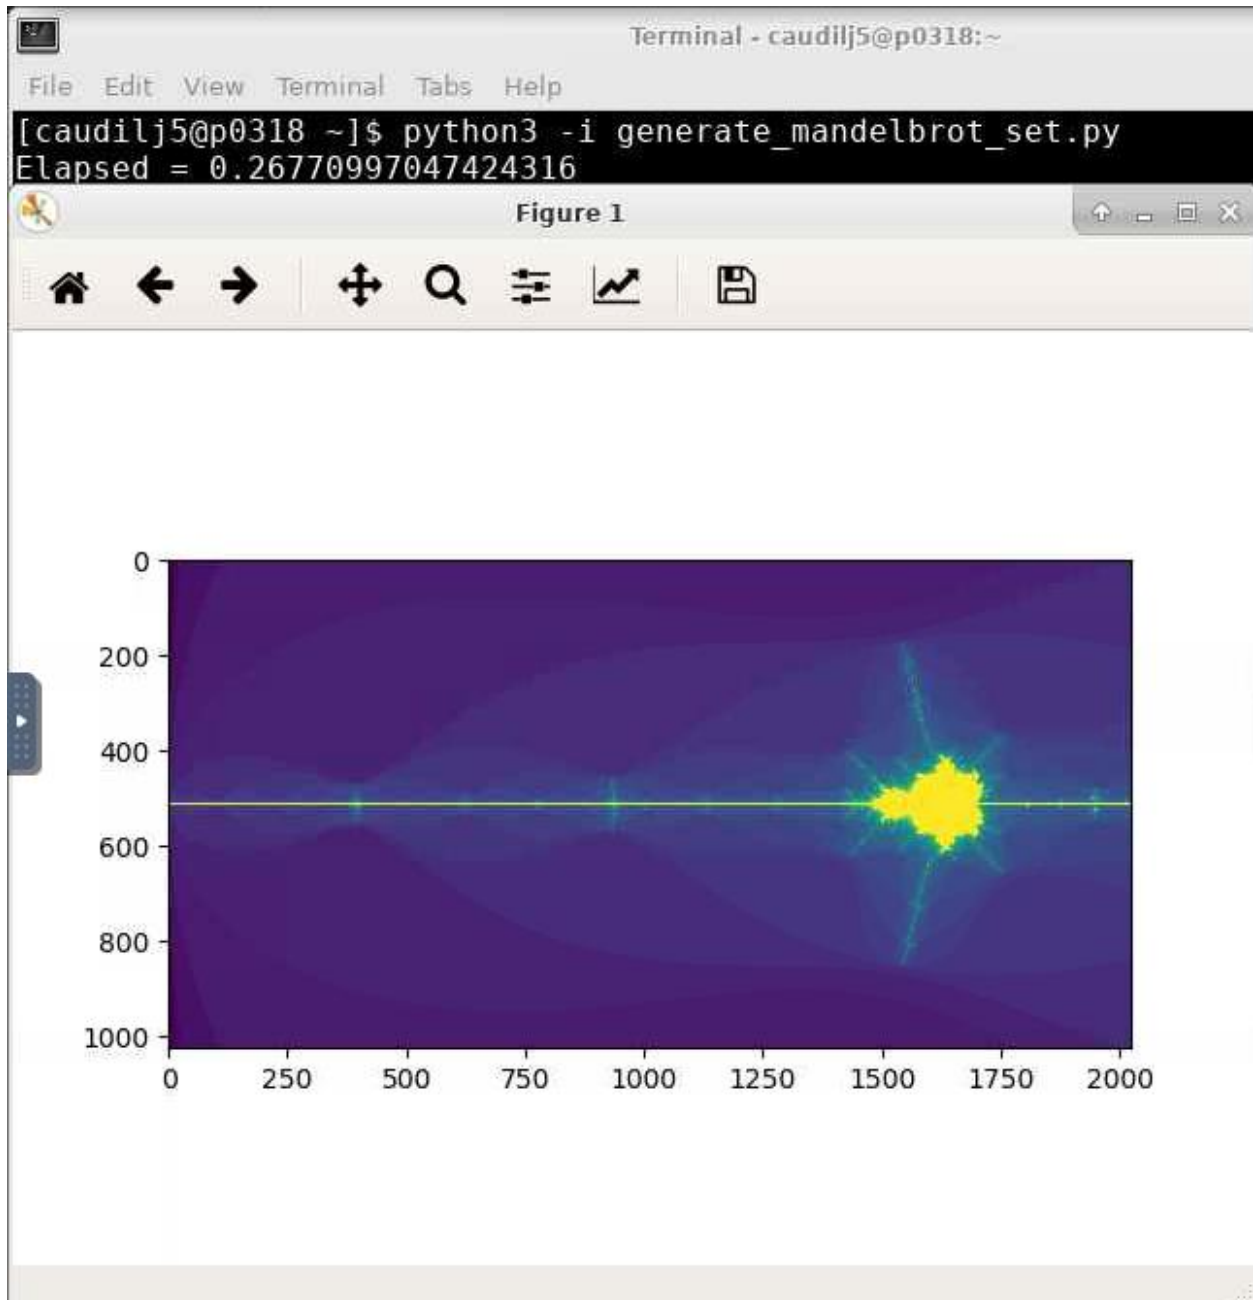 Terminal - caudilj5@p0318:~
File Edit View Terminal Tabs Help
[caudilj5@p0318 ~]$ python3 -i generate_mandelbrot_set.py
Elapsed = 0.26770997047424316
Figure 1
0
200
400
600
800
1000
0 250 500 750 1000 1250 1500 1750 2000